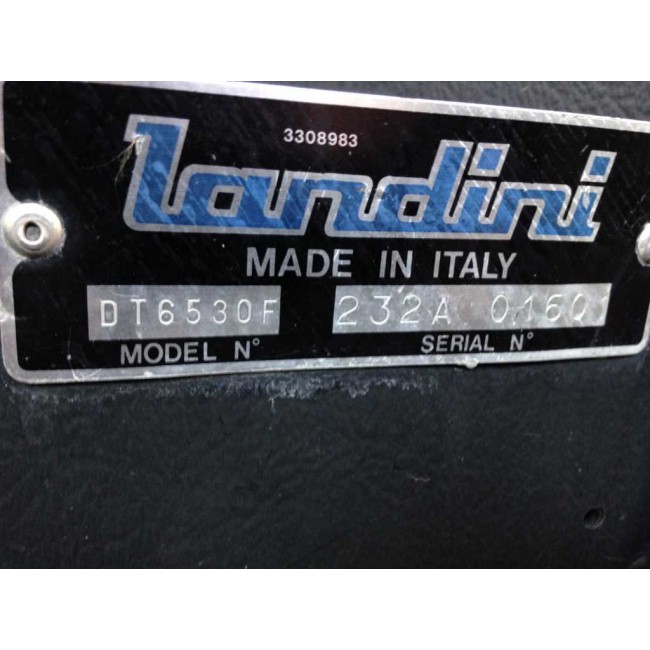 3308983
Landini
MADE IN ITALY
DT6530F 232A 01601
MODEL N° SERIAL N°